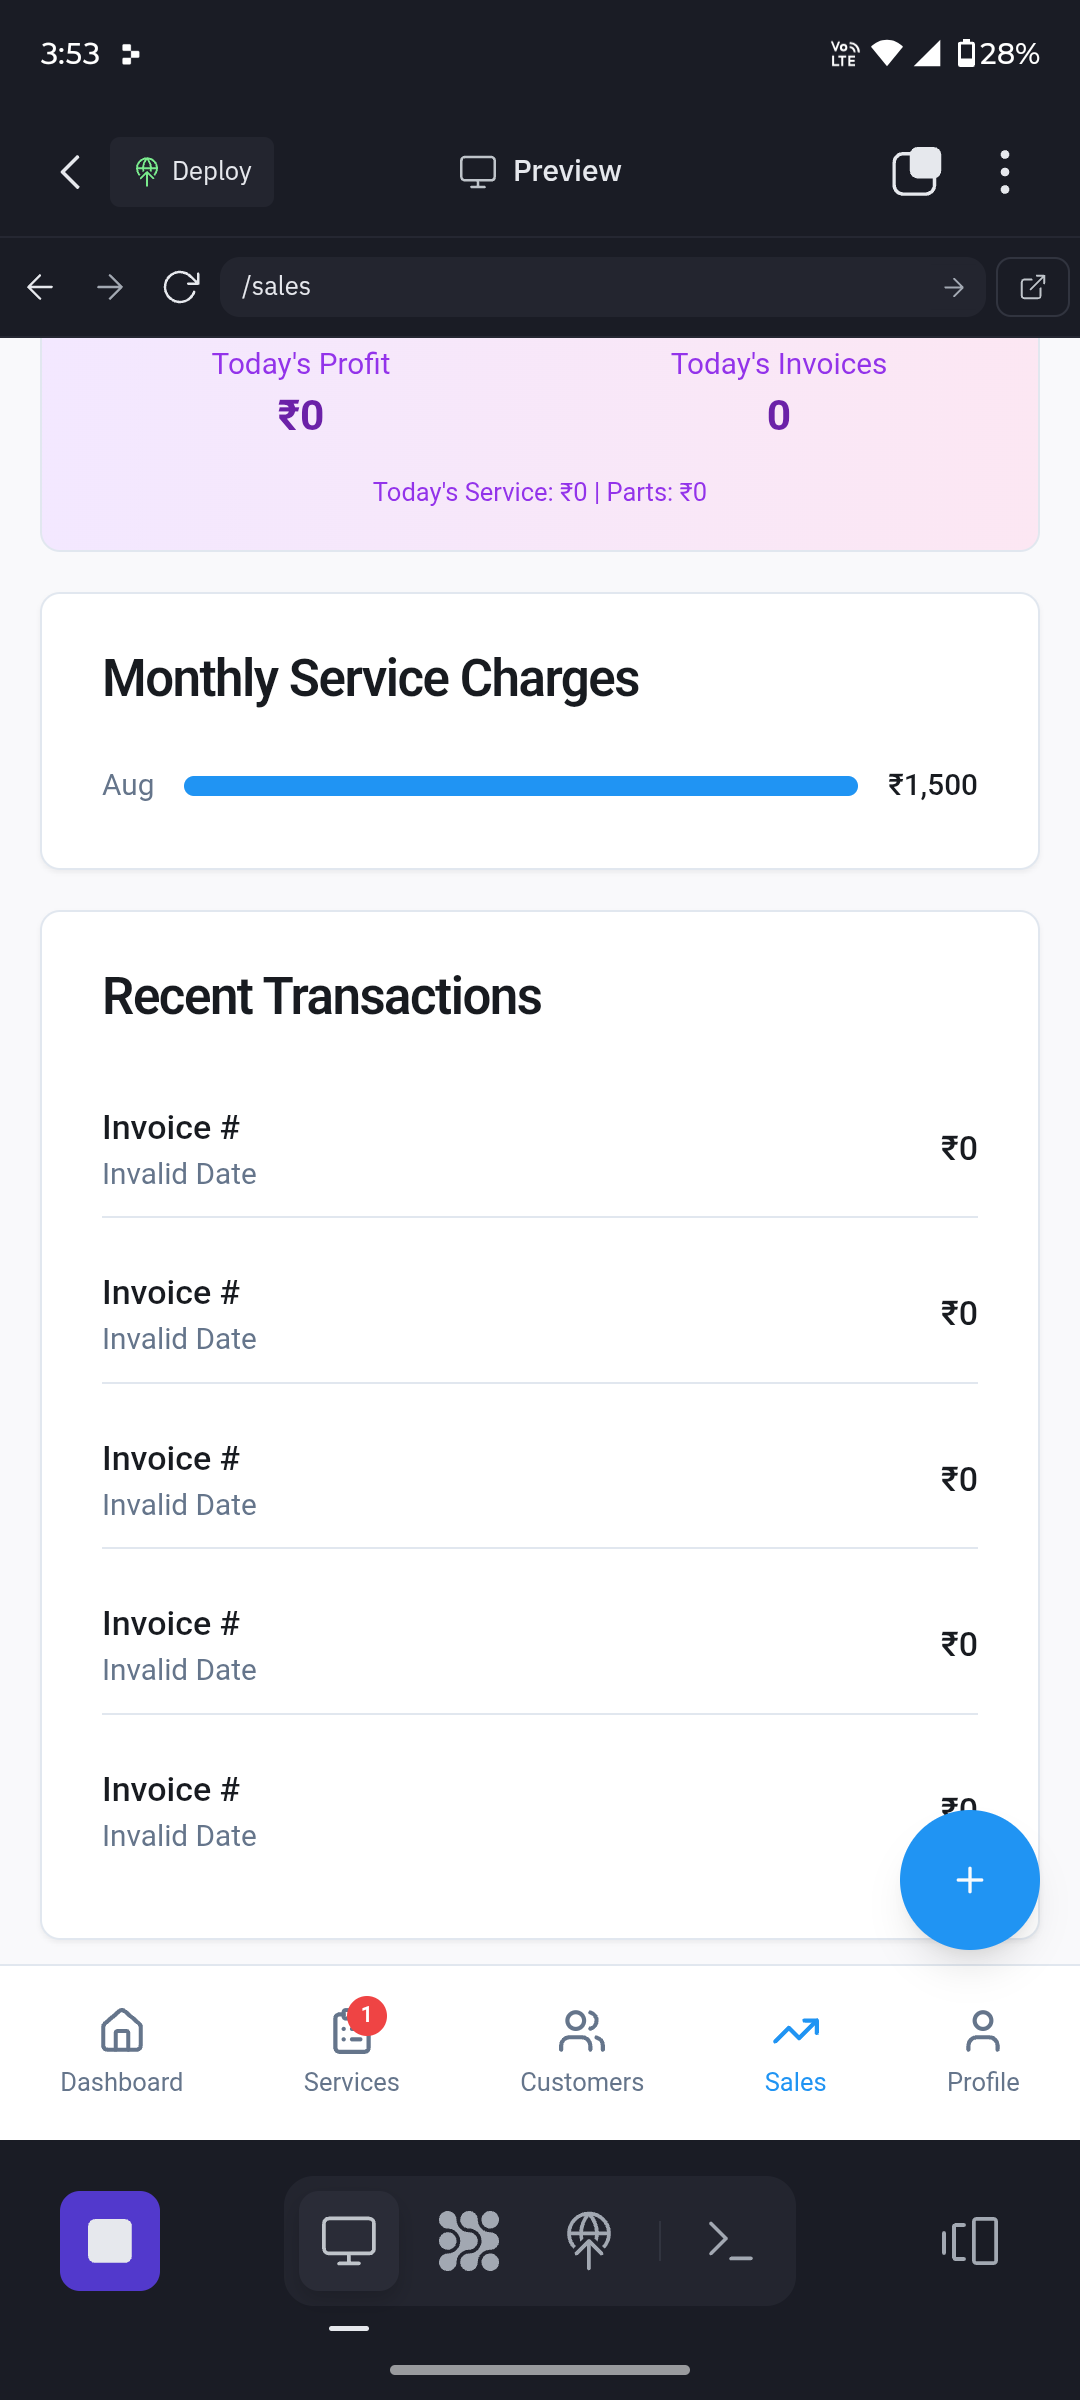 3:53
Vo LTE
28%
Deploy
Preview
/sales
Today's Profit
Today's Invoices
₹0
0
Today's Service: ₹0 | Parts: ₹0
Monthly Service Charges
Aug
₹1,500
Recent Transactions
Invoice #
₹0
Invalid Date
Invoice #
₹0
Invalid Date
Invoice #
₹0
Invalid Date
Invoice #
₹0
Invalid Date
Invoice #
₹0
Invalid Date
1
Dashboard
Services
Customers
Sales
Profile